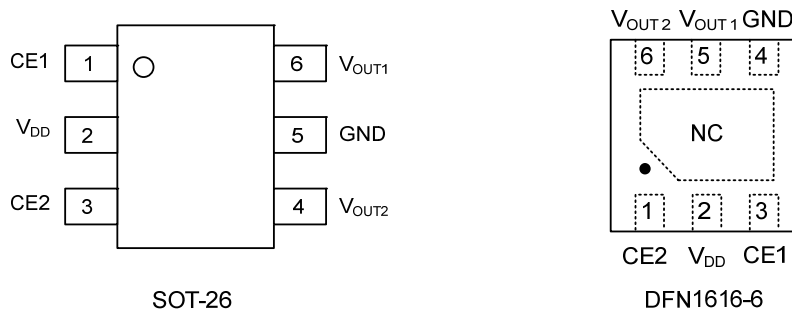 CE1 1 6 VOUT1
VDD 2 5 GND
CE2 3 4 VOUT2
SOT-26
VOUT2 VOUT1 GND
6 5 4
NC
1 2 3
CE2 VDD CE1
DFN1616-6